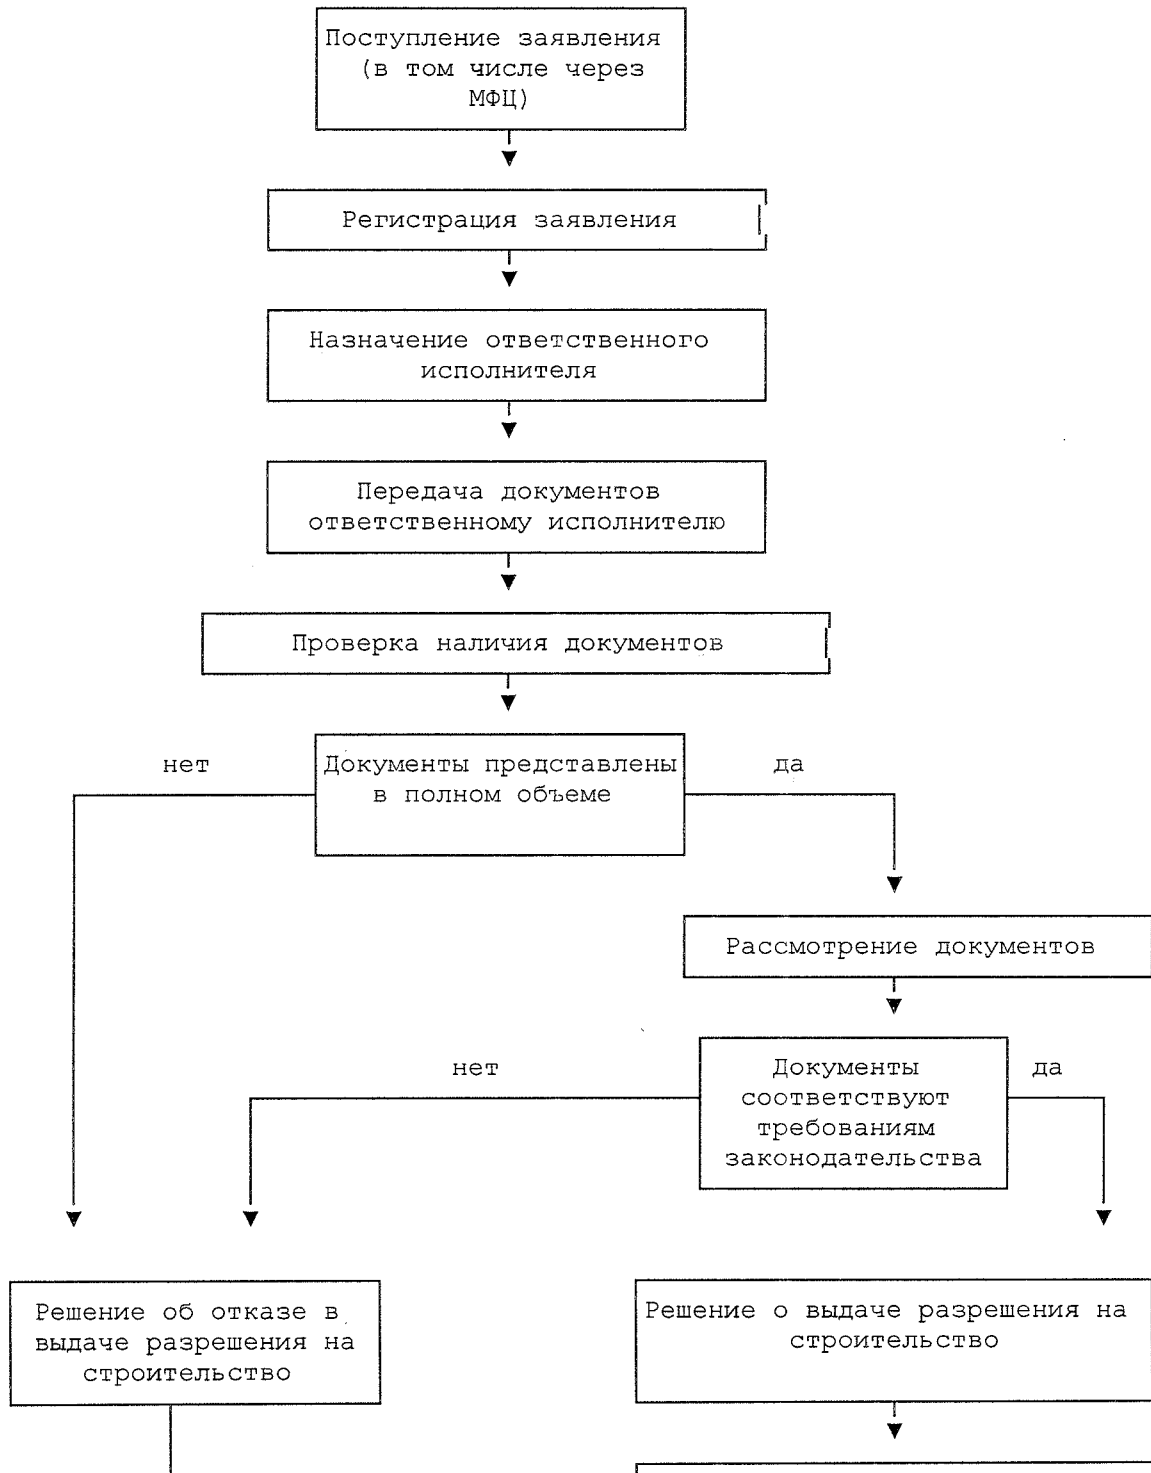 Поступление заявления
(в том числе через
МФЦ)
Регистрация заявления
Назначение ответственного
исполнителя
Передача документов
ответственному исполнителю
Проверка наличия документов
нет
Документы представлены
в полном объеме
да
Рассмотрение документов
нет
Документы
соответствуют
требованиям
законодательства
да
Решение об отказе в
выдаче разрешения на
строительство
Решение о выдаче разрешения на
строительство